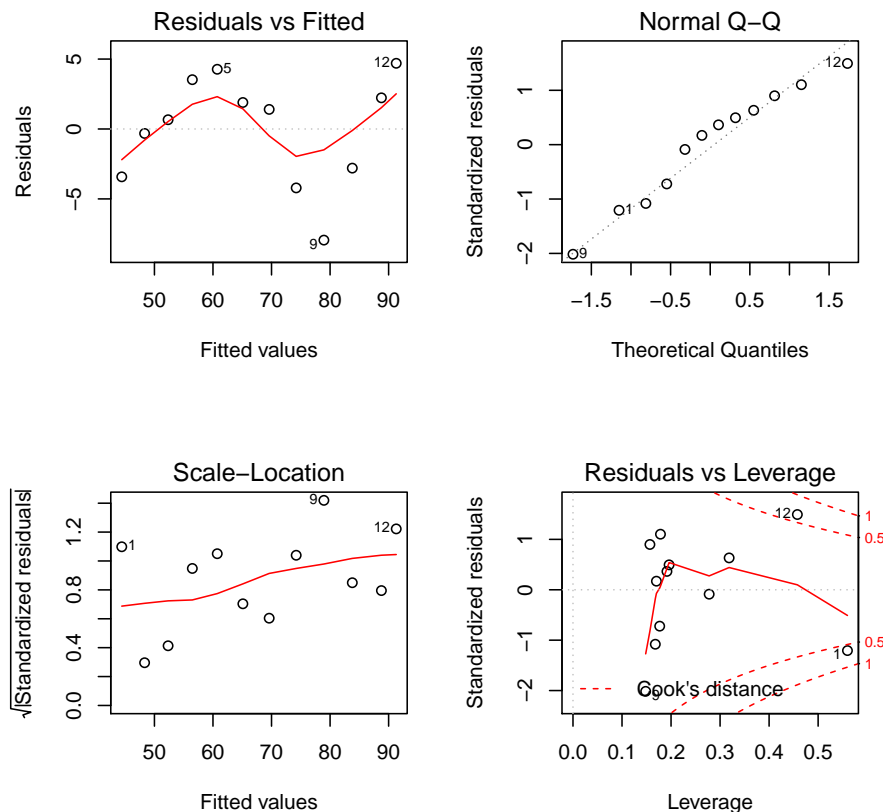 Residuals vs Fitted
5
0
−5
Residuals
5
12
9
50 60 70 80 90
Fitted values
Normal Q−Q
1
0
−1
−2
Standardized residuals
12
1
9
−1.5 −0.5 0.5 1.5
Theoretical Quantiles
Scale−Location
1.2
0.8
0.4
0.0
√|Standardized residuals|
1
9
12
50 60 70 80 90
Fitted values
Residuals vs Leverage
1
0
−1
−2
Standardized residuals
12
1
9
Cook's distance
1
0.5
0.5
1
0.0 0.1 0.2 0.3 0.4 0.5
Leverage